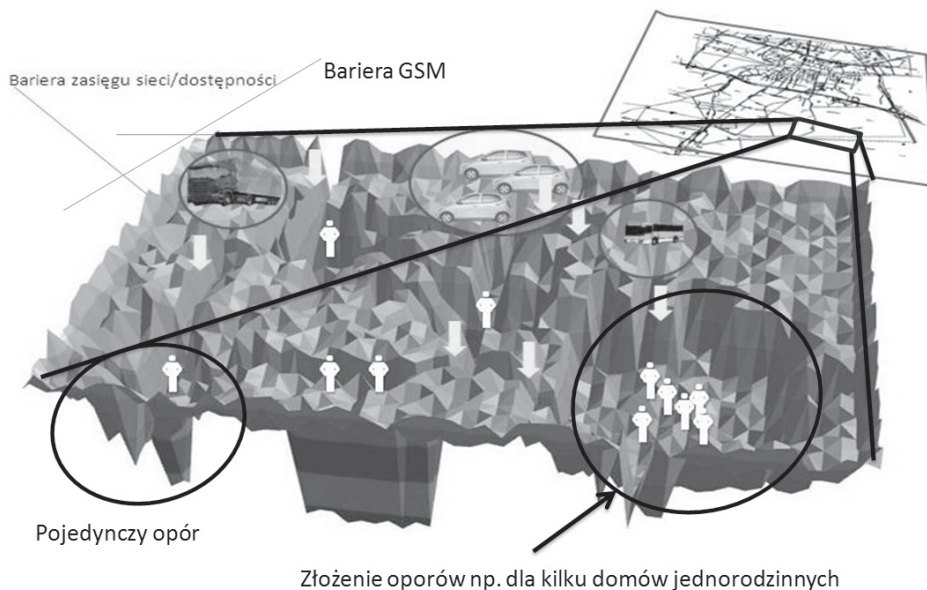 Bariera GSM
Bariera zasięgu sieci/dostępności
Pojedynczy opór
Złożenie oporów np. dla kilku domów jednorodzinnych